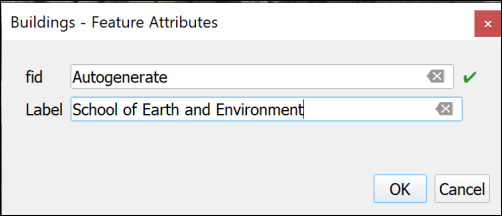 Buildings - Feature Attributes
fid Autogenerate
Label School of Earth and Environment
OK Cancel